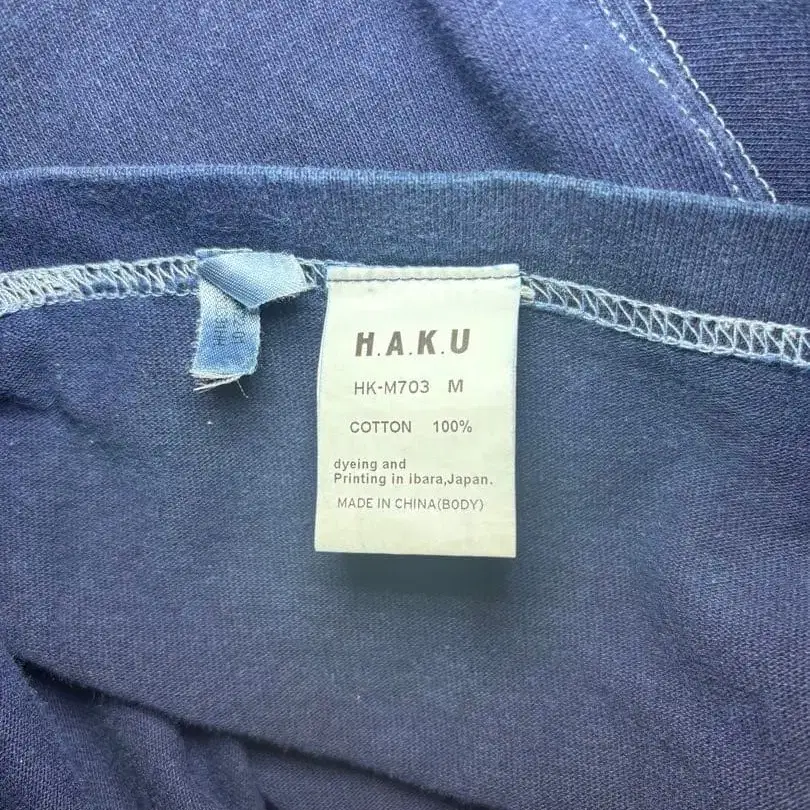 H.A.K.U
HK-M703 M
COTTON 100%
dyeing and
Printing in ibara,Japan.
MADE IN CHINA(BODY)